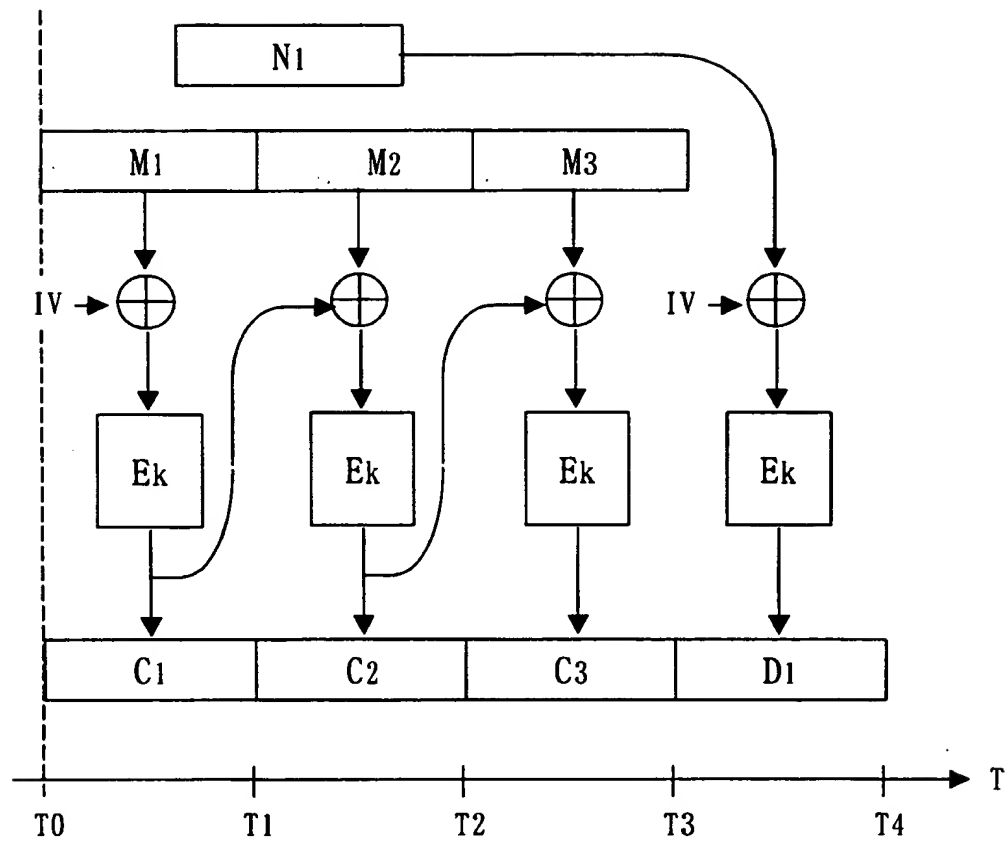 N1
M1 M2 M3
IV IV
Ek Ek Ek Ek
C1 C2 C3 D1
T
T0 T1 T2 T3 T4